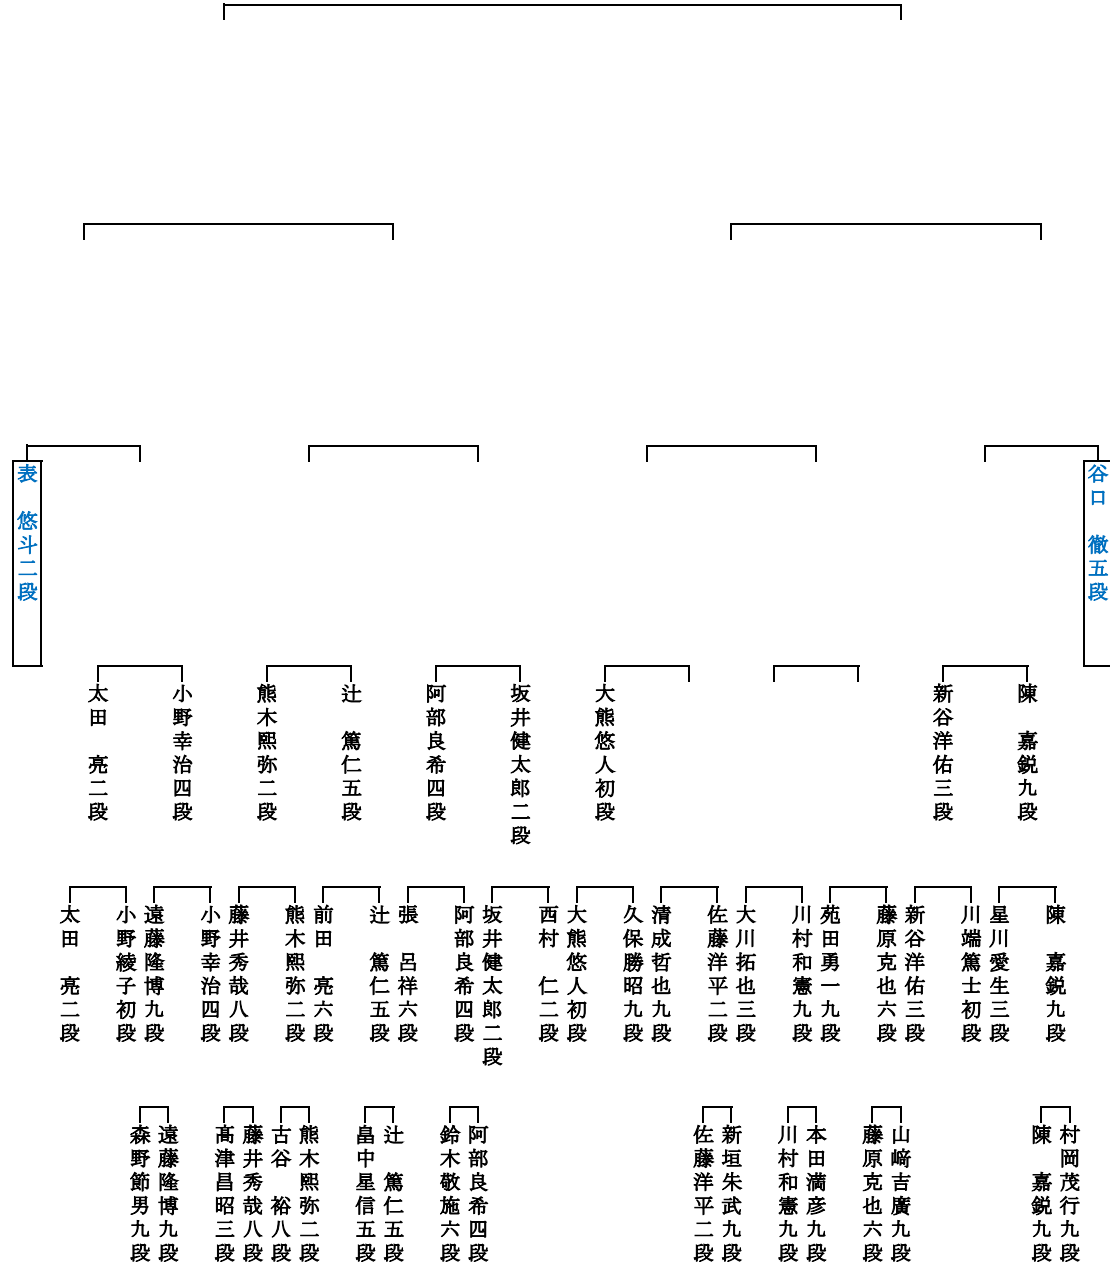 表　悠斗二段
谷口　徹五段
太田　亮二段
小野幸治四段
熊木熙弥二段
辻　篤仁五段
阿部良希四段
坂井健太郎二段
大熊悠人初段
新谷洋佑三段
陳　嘉鋭九段
太田　亮二段
小野綾子初段
遠藤隆博九段
小野幸治四段
藤井秀哉八段
熊木熙弥二段
前田　亮六段
辻　篤仁五段
張　呂祥六段
阿部良希四段
坂井健太郎二段
西村　仁二段
大熊悠人初段
久保勝昭九段
清成哲也九段
佐藤洋平二段
大川拓也三段
川村和憲九段
苑田勇一九段
藤原克也六段
新谷洋佑三段
川端篤士初段
星川愛生三段
陳　嘉鋭九段
森野節男九段
遠藤隆博九段
髙津昌昭三段
藤井秀哉八段
古谷　裕八段
熊木熙弥二段
畠中星信五段
辻　篤仁五段
鈴木敬施六段
阿部良希四段
佐藤洋平二段
新垣朱武九段
川村和憲九段
本田満彦九段
藤原克也六段
山﨑吉廣九段
陳　嘉鋭九段
村岡茂行九段